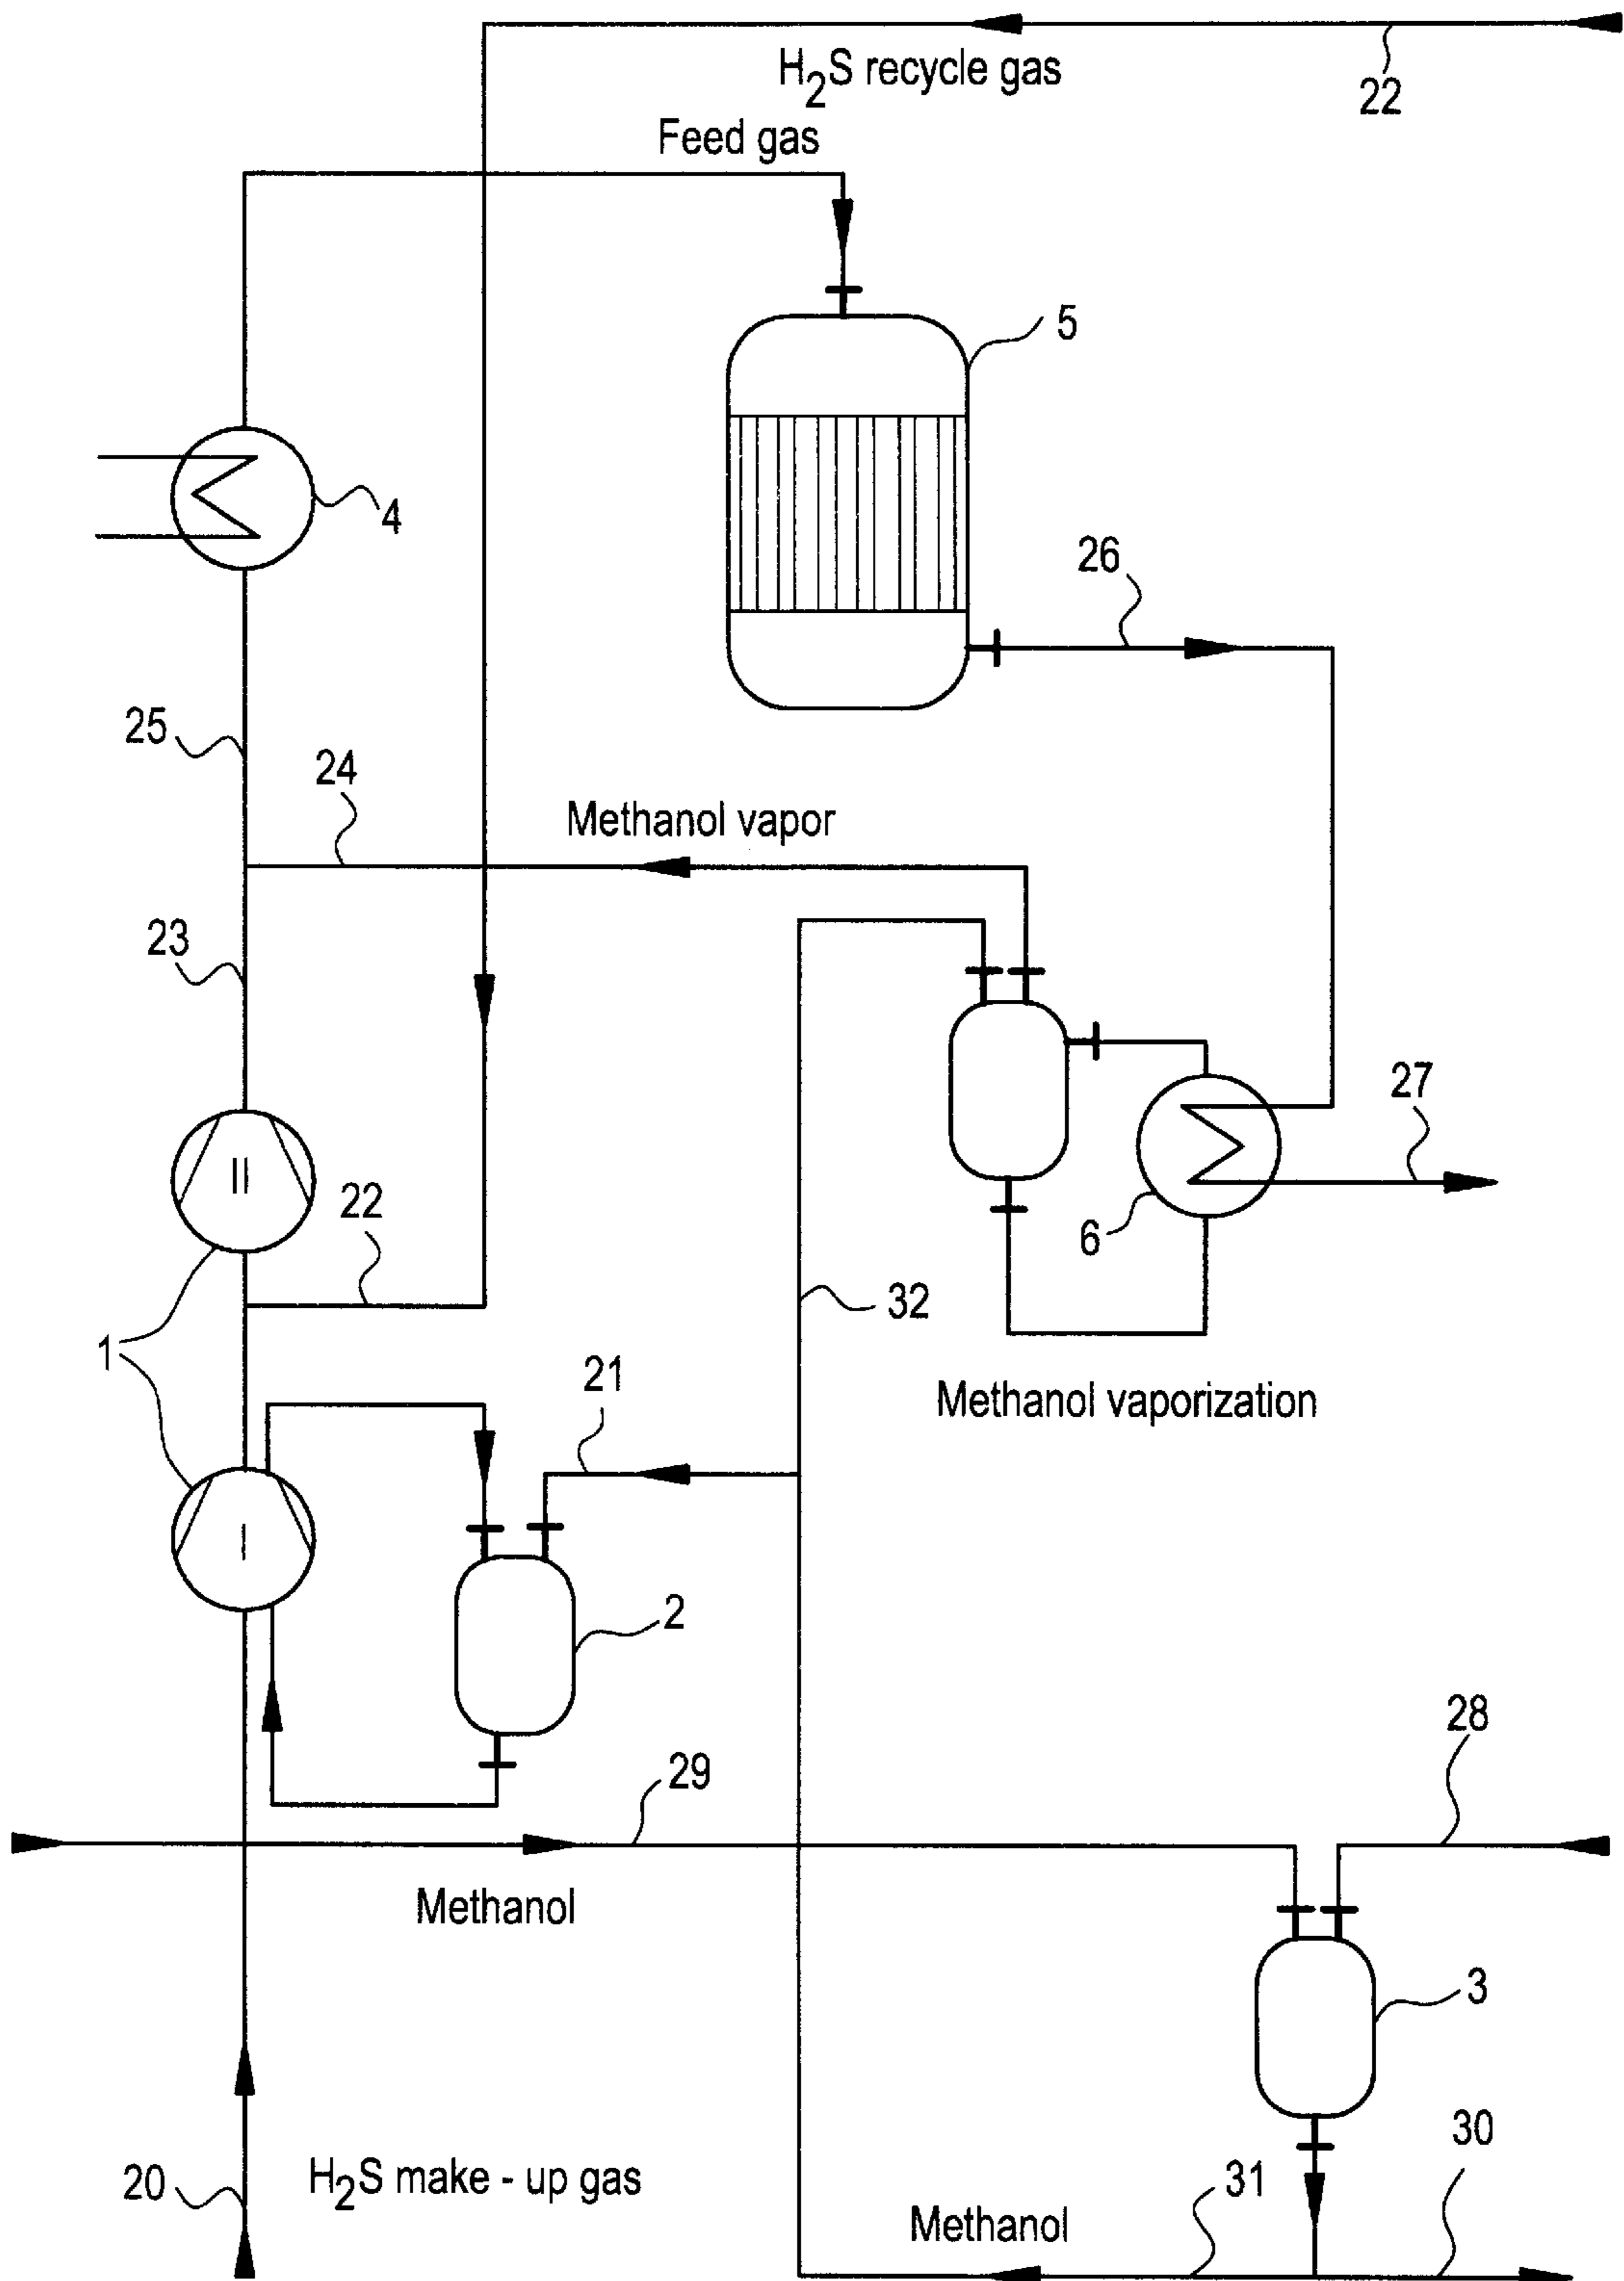 H2S recycle gas
22
Feed gas
5
4
26
25
24
Methanol vapor
23
27
II
22
6
32
1
21
Methanol vaporization
I
2
28
29
Methanol
3
30
20
H2S make - up gas
31
Methanol